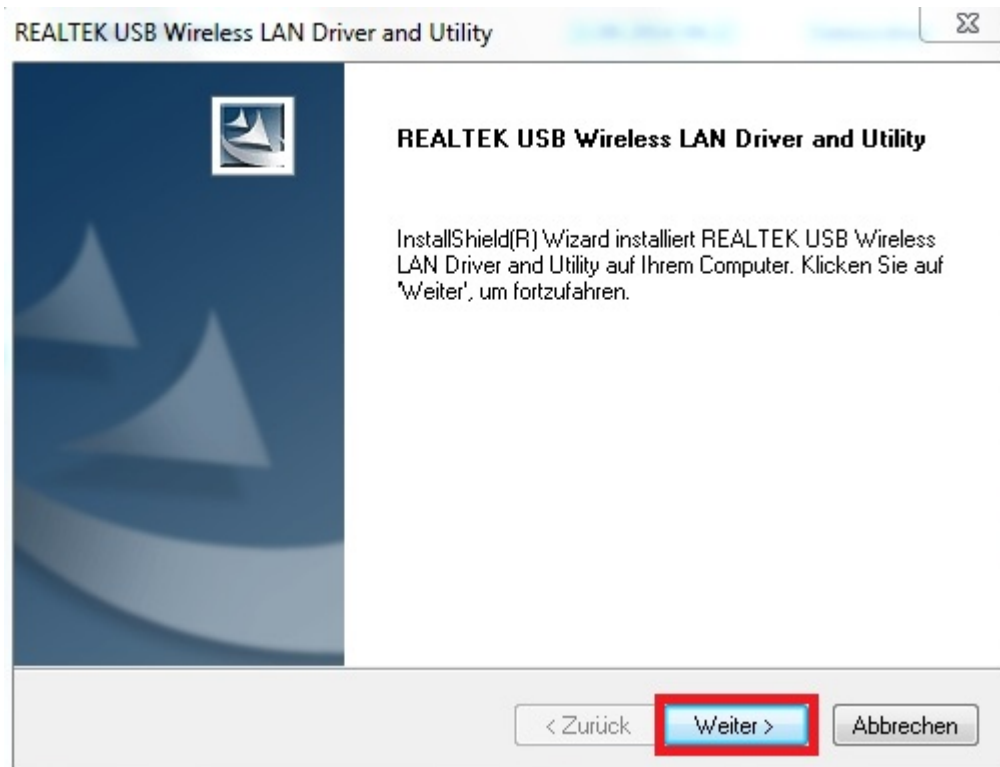 REALTEK USB Wireless LAN Driver and Utility
REALTEK USB Wireless LAN Driver and Utility
InstallShield(R) Wizard installiert REALTEK USB Wireless
LAN Driver and Utility auf Ihrem Computer. Klicken Sie auf
'Weiter', um fortzufahren.
< Zurück Weiter > Abbrechen